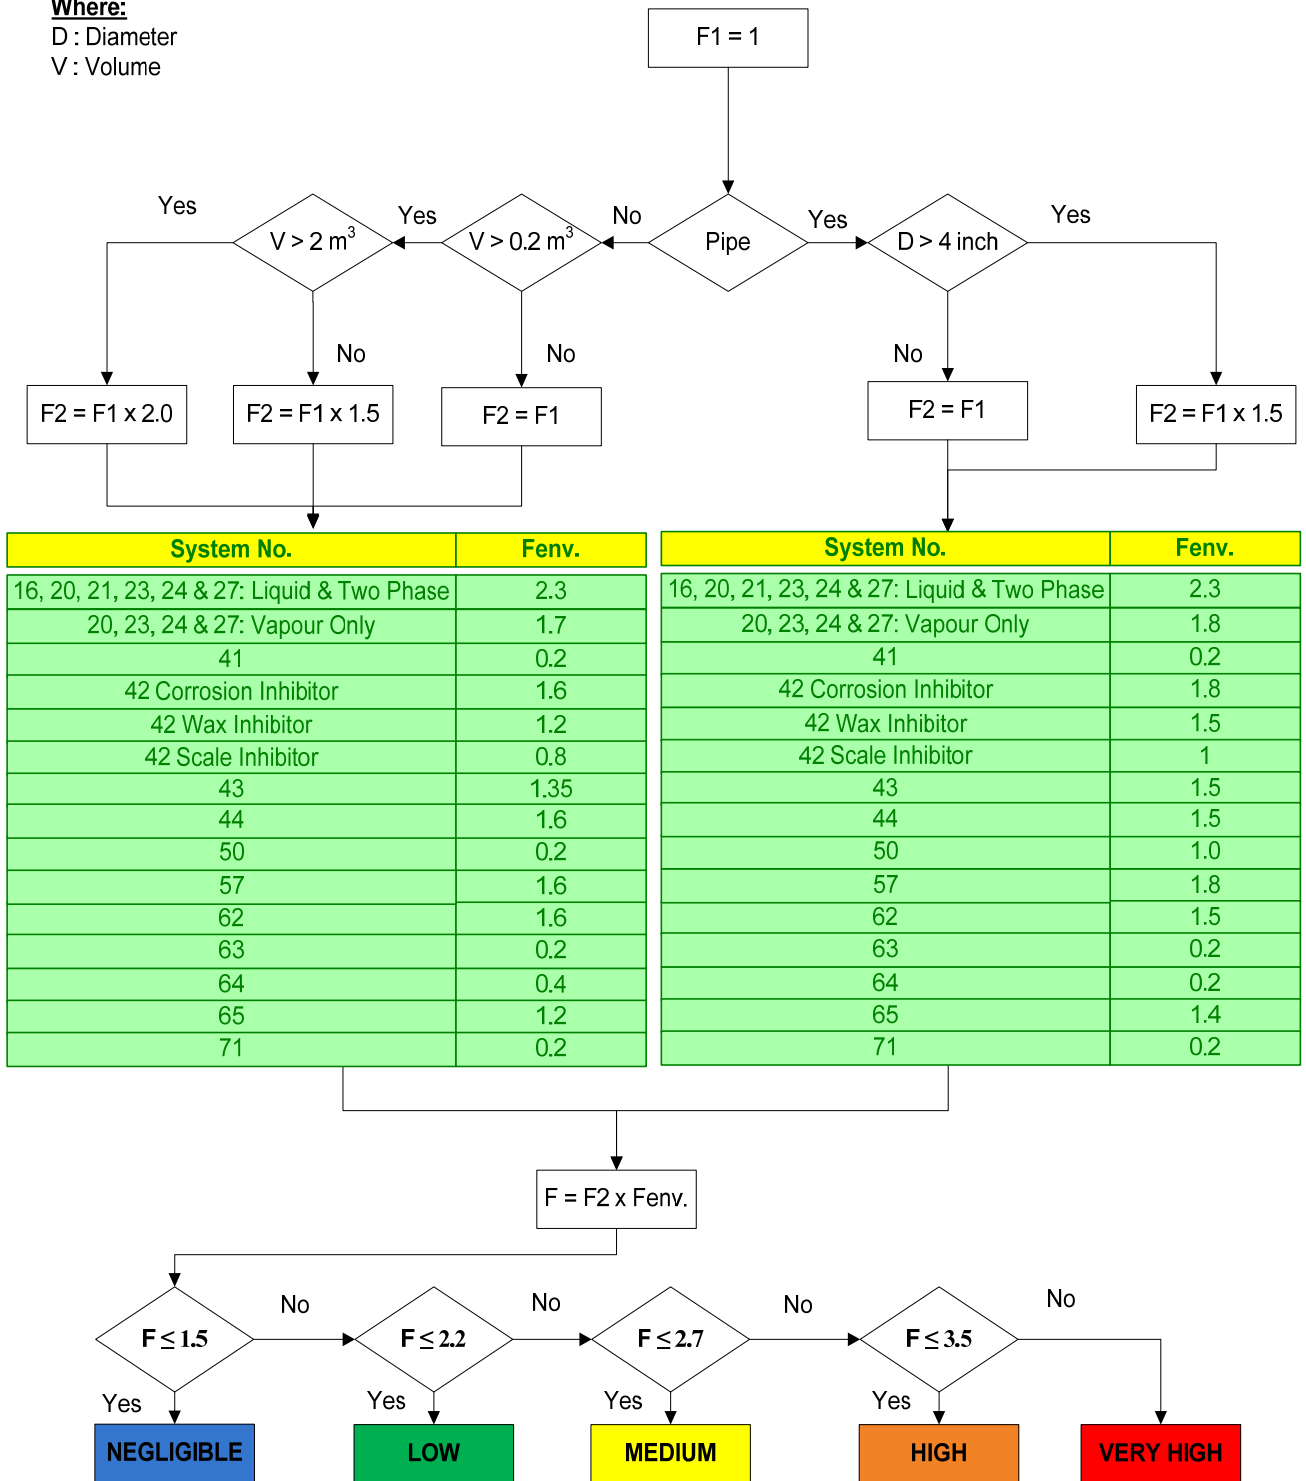 Where:
D : Diameter
V : Volume
F1 = 1
Yes
V > 2 m³
Yes
V > 0.2 m³
No
Pipe
Yes
D > 4 inch
Yes
No
No
No
F2 = F1 x 2.0
F2 = F1 x 1.5
F2 = F1
F2 = F1
F2 = F1 x 1.5
System No. Fenv.
16, 20, 21, 23, 24 & 27: Liquid & Two Phase 2.3
20, 23, 24 & 27: Vapour Only 1.7
41 0.2
42 Corrosion Inhibitor 1.6
42 Wax Inhibitor 1.2
42 Scale Inhibitor 0.8
43 1.35
44 1.6
50 0.2
57 1.6
62 1.6
63 0.2
64 0.4
65 1.2
71 0.2
System No. Fenv.
16, 20, 21, 23, 24 & 27: Liquid & Two Phase 2.3
20, 23, 24 & 27: Vapour Only 1.8
41 0.2
42 Corrosion Inhibitor 1.8
42 Wax Inhibitor 1.5
42 Scale Inhibitor 1
43 1.5
44 1.5
50 1.0
57 1.8
62 1.5
63 0.2
64 0.2
65 1.4
71 0.2
F = F2 x Fenv.
F ≤ 1.5
No
F ≤ 2.2
No
F ≤ 2.7
No
F ≤ 3.5
No
Yes
Yes
Yes
Yes
NEGLIGIBLE
LOW
MEDIUM
HIGH
VERY HIGH